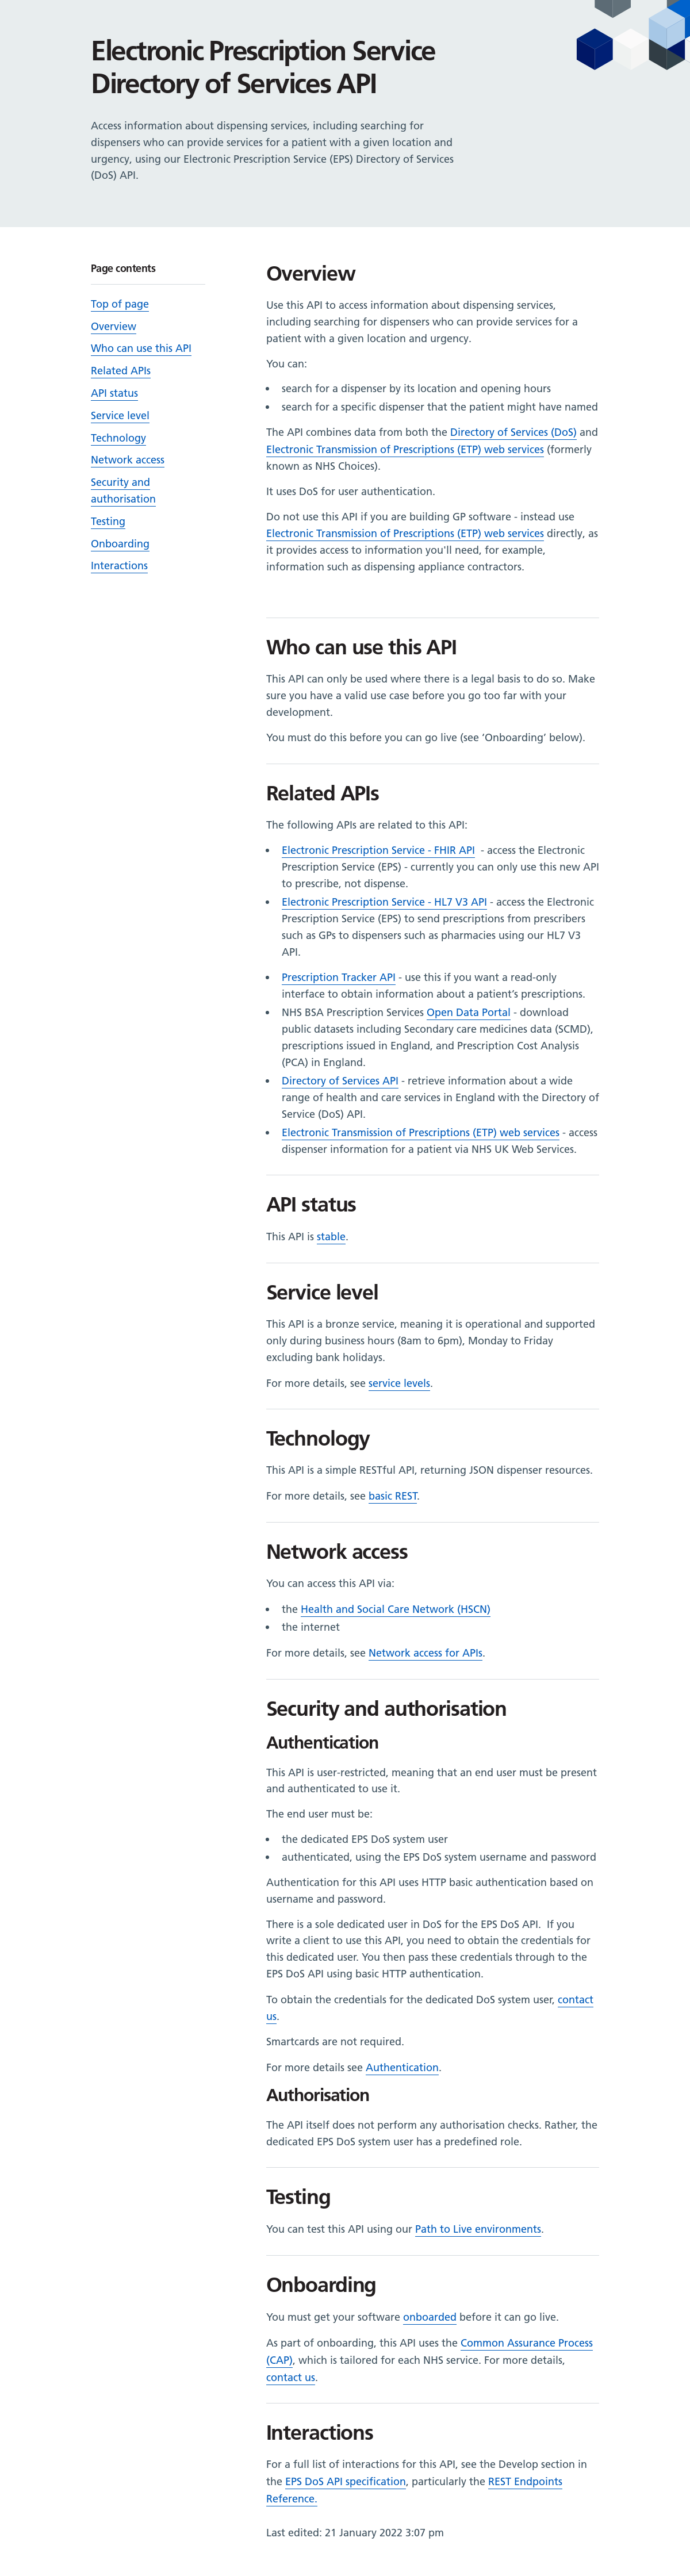 Electronic Prescription Service
Directory of Services API
Access information about dispensing services, including searching for
dispensers who can provide services for a patient with a given location and
urgency, using our Electronic Prescription Service (EPS) Directory of Services
(DoS) API.
Page contents
Top of page
Overview
Who can use this API
Related APIs
API status
Service level
Technology
Network access
Security and
authorisation
Testing
Onboarding
Interactions
Overview
Use this API to access information about dispensing services,
including searching for dispensers who can provide services for a
patient with a given location and urgency.
You can:
• search for a dispenser by its location and opening hours
• search for a specific dispenser that the patient might have named
The API combines data from both the Directory of Services (DoS) and
Electronic Transmission of Prescriptions (ETP) web services (formerly
known as NHS Choices).
It uses DoS for user authentication.
Do not use this API if you are building GP software - instead use
Electronic Transmission of Prescriptions (ETP) web services directly, as
it provides access to information you'll need, for example,
information such as dispensing appliance contractors.
Who can use this API
This API can only be used where there is a legal basis to do so. Make
sure you have a valid use case before you go too far with your
development.
You must do this before you can go live (see ‘Onboarding’ below).
Related APIs
The following APIs are related to this API:
• Electronic Prescription Service - FHIR API  - access the Electronic
Prescription Service (EPS) - currently you can only use this new API
to prescribe, not dispense.
• Electronic Prescription Service - HL7 V3 API - access the Electronic
Prescription Service (EPS) to send prescriptions from prescribers
such as GPs to dispensers such as pharmacies using our HL7 V3
API.
• Prescription Tracker API - use this if you want a read-only
interface to obtain information about a patient’s prescriptions.
• NHS BSA Prescription Services Open Data Portal - download
public datasets including Secondary care medicines data (SCMD),
prescriptions issued in England, and Prescription Cost Analysis
(PCA) in England.
• Directory of Services API - retrieve information about a wide
range of health and care services in England with the Directory of
Service (DoS) API.
• Electronic Transmission of Prescriptions (ETP) web services - access
dispenser information for a patient via NHS UK Web Services.
API status
This API is stable.
Service level
This API is a bronze service, meaning it is operational and supported
only during business hours (8am to 6pm), Monday to Friday
excluding bank holidays.
For more details, see service levels.
Technology
This API is a simple RESTful API, returning JSON dispenser resources.
For more details, see basic REST.
Network access
You can access this API via:
• the Health and Social Care Network (HSCN)
• the internet
For more details, see Network access for APIs.
Security and authorisation
Authentication
This API is user-restricted, meaning that an end user must be present
and authenticated to use it.
The end user must be:
• the dedicated EPS DoS system user
• authenticated, using the EPS DoS system username and password
Authentication for this API uses HTTP basic authentication based on
username and password.
There is a sole dedicated user in DoS for the EPS DoS API.  If you
write a client to use this API, you need to obtain the credentials for
this dedicated user. You then pass these credentials through to the
EPS DoS API using basic HTTP authentication.
To obtain the credentials for the dedicated DoS system user, contact
us.
Smartcards are not required.
For more details see Authentication.
Authorisation
The API itself does not perform any authorisation checks. Rather, the
dedicated EPS DoS system user has a predefined role.
Testing
You can test this API using our Path to Live environments.
Onboarding
You must get your software onboarded before it can go live.
As part of onboarding, this API uses the Common Assurance Process
(CAP), which is tailored for each NHS service. For more details,
contact us.
Interactions
For a full list of interactions for this API, see the Develop section in
the EPS DoS API specification, particularly the REST Endpoints
Reference.
Last edited: 21 January 2022 3:07 pm